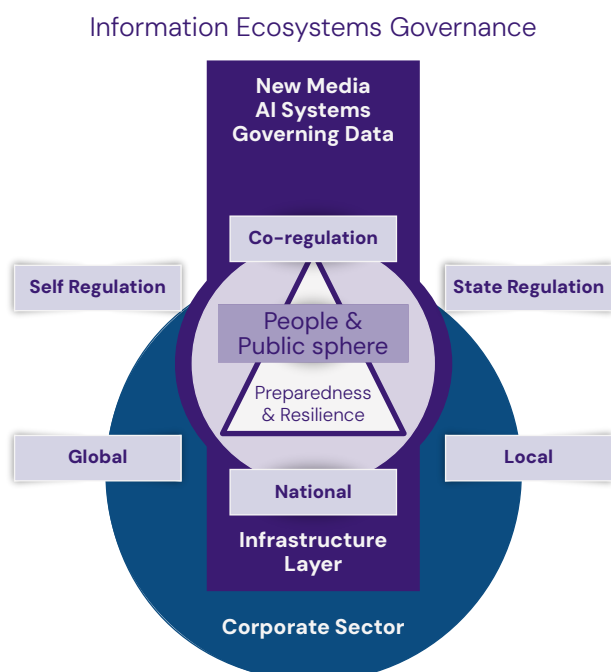 Information Ecosystems Governance
New Media
AI Systems
Governing Data
Co-regulation
Self Regulation
State Regulation
People &
Public sphere
Preparedness
& Resilience
Global
Local
National
Infrastructure
Layer
Corporate Sector